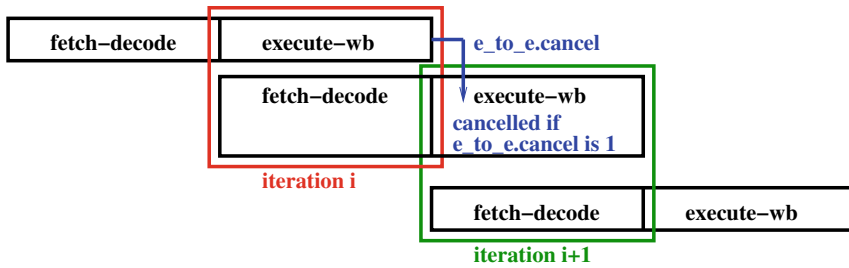 fetch−decode execute−wb e_to_e.cancel
fetch−decode execute−wb
cancelled if
e_to_e.cancel is 1
iteration i
fetch−decode execute−wb
iteration i+1